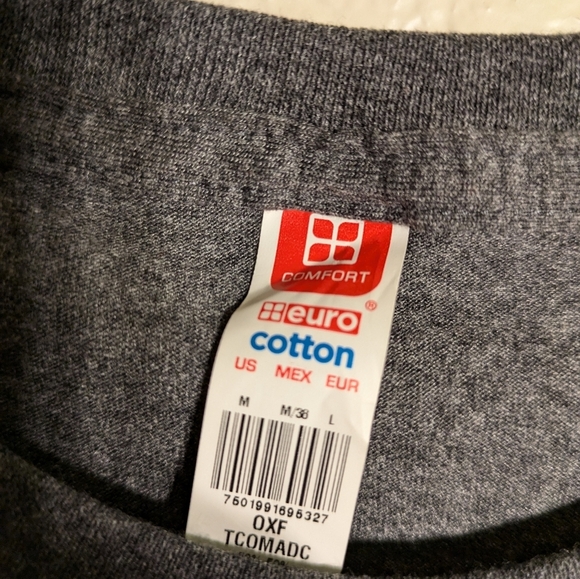 COMFORT
euro®
cotton
US MEX EUR
M M/38 L
7501991695327
OXF
TCOMADC